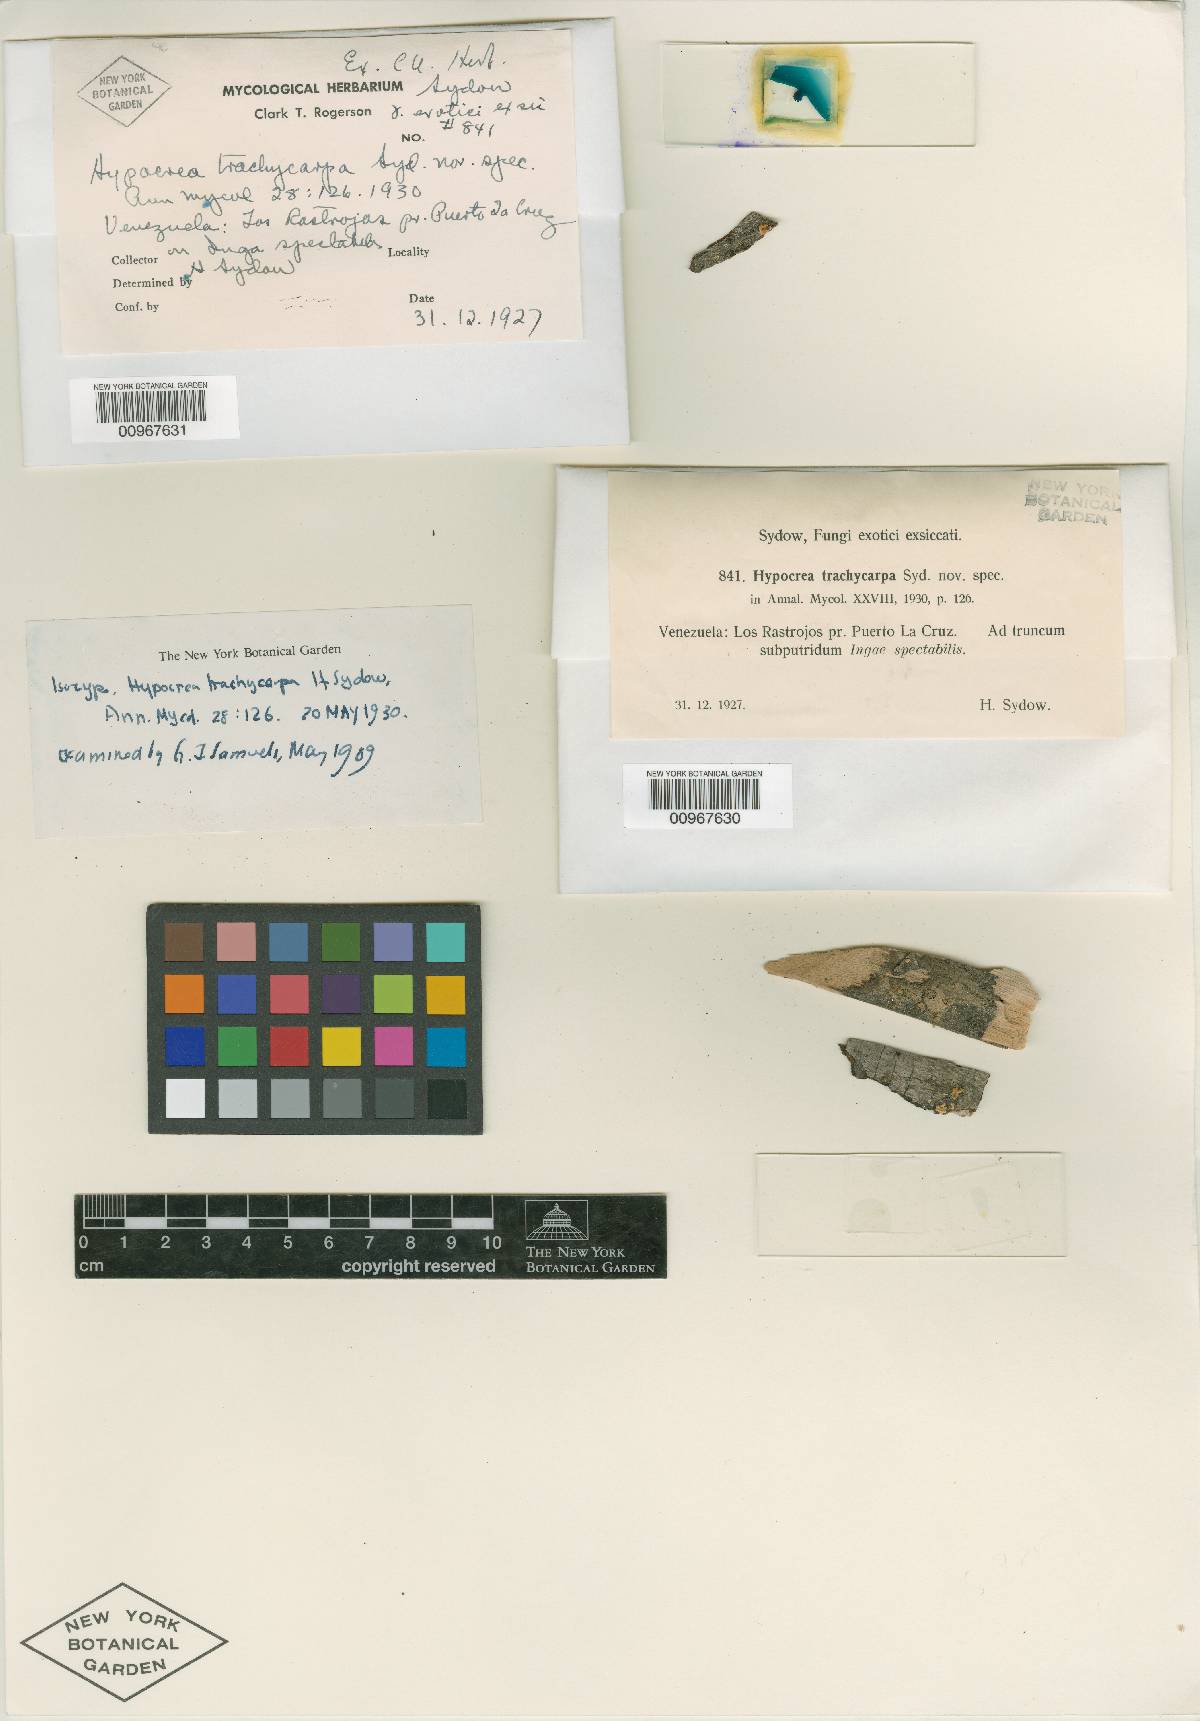 NEW YORK
BOTANICAL
GARDEN
Ex. CU. Herb.
MYCOLOGICAL HERBARIUM Sydow
Clark T. Rogerson f. exotici exsii
NO. #841
Hypocrea trachycarpa Syd. nov. spec.
Ann mycol 28:126.1930
Venezuela: Los Rastrojas pr. Puerto La Cruz
on Inga spectabilis
Collector Locality
Determined by H Sydow
Conf. by
Date
31.12.1927
NEW YORK BOTANICAL GARDEN
00967631
NEW YORK
BOTANICAL
GARDEN
Sydow, Fungi exotici exsiccati.
841. Hypocrea trachycarpa Syd. nov. spec.
in Annal. Mycol. XXVIII, 1930, p. 126.
Venezuela: Los Rastrojos pr. Puerto La Cruz. Ad truncum
subputridum Ingae spectabilis.
31. 12. 1927. H. Sydow.
NEW YORK BOTANICAL GARDEN
00967630
The New York Botanical Garden
Isotype, Hypocrea trachycarpa H. Sydow,
Ann. Mycol. 28:126. 20 MAY 1930.
examined by G. J. Samuels, May 1989
0 1 2 3 4 5 6 7 8 9 10
cm copyright reserved
THE NEW YORK
BOTANICAL GARDEN
NEW YORK
BOTANICAL
GARDEN